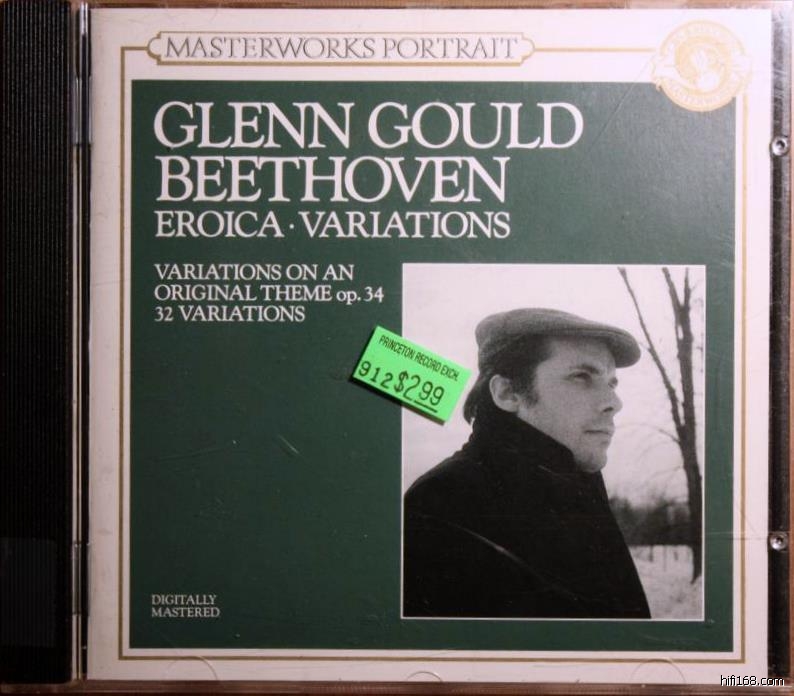 MASTERWORKS PORTRAIT
GLENN GOULD
BEETHOVEN
EROICA · VARIATIONS
VARIATIONS ON AN
ORIGINAL THEME op. 34
32 VARIATIONS
PRINCETON RECORD EXCH.
912 $2.99
DIGITALLY
MASTERED
hifi168.com